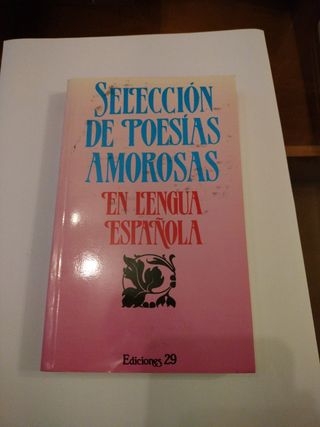 SELECCIÓN
DE POESÍAS
AMOROSAS
EN LENGUA
ESPAÑOLA
Ediciones 29